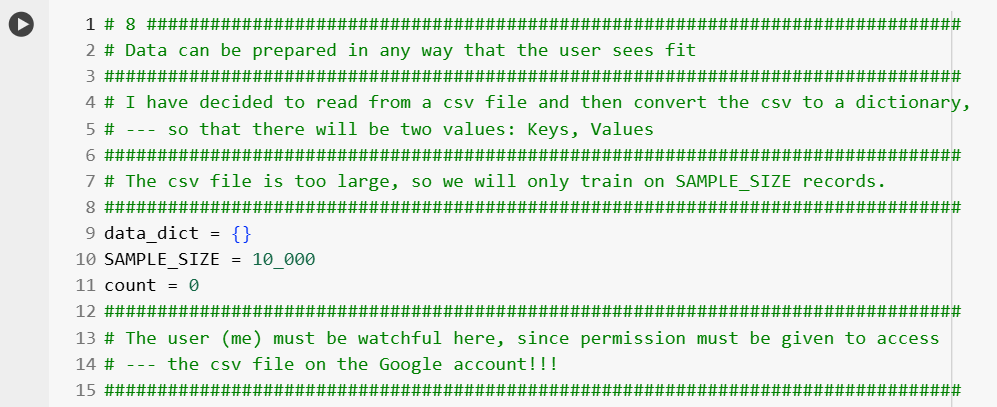 1 # 8 #############################################################################
2 # Data can be prepared in any way that the user sees fit
3 #################################################################################
4 # I have decided to read from a csv file and then convert the csv to a dictionary,
5 # --- so that there will be two values: Keys, Values
6 #################################################################################
7 # The csv file is too large, so we will only train on SAMPLE_SIZE records.
8 #################################################################################
9 data_dict = {}
10 SAMPLE_SIZE = 10_000
11 count = 0
12 #################################################################################
13 # The user (me) must be watchful here, since permission must be given to access
14 # --- the csv file on the Google account!!!
15 #################################################################################